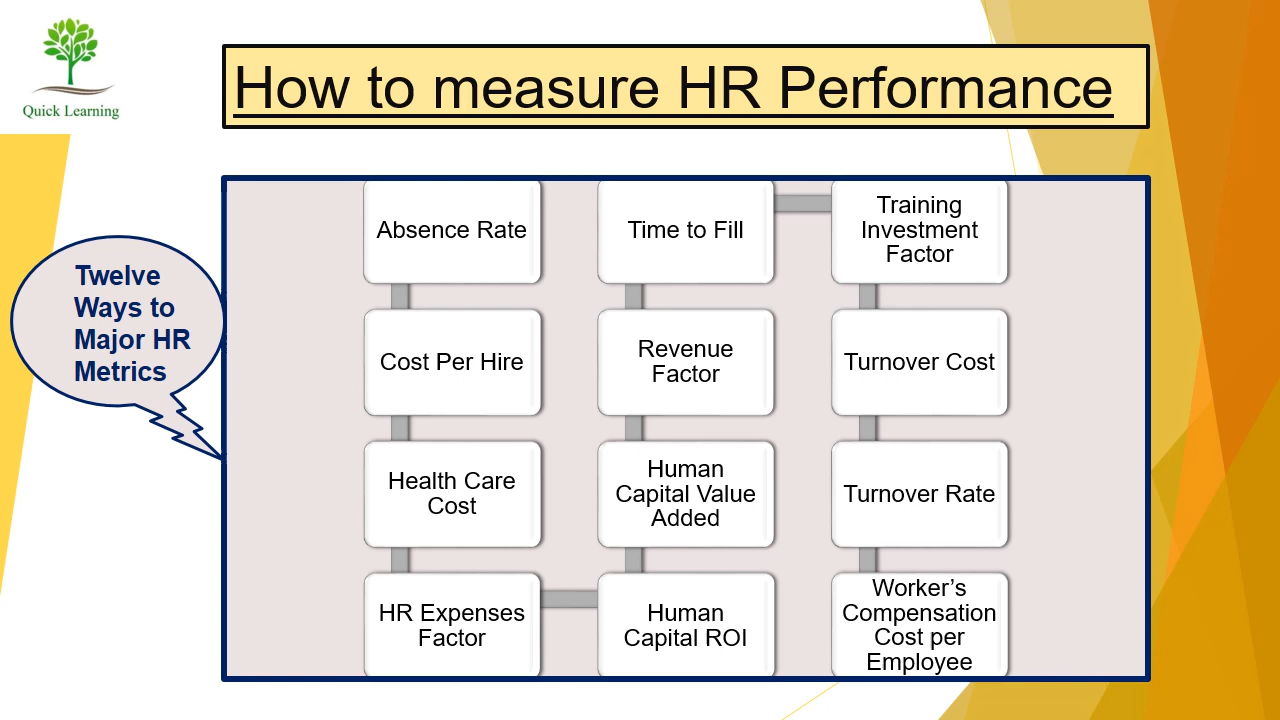 Quick Learning
How to measure HR Performance
Twelve
Ways to
Major HR
Metrics
Absence Rate
Cost Per Hire
Health Care
Cost
HR Expenses
Factor
Human
Capital ROI
Human
Capital Value
Added
Revenue
Factor
Time to Fill
Training
Investment
Factor
Turnover Cost
Turnover Rate
Worker’s
Compensation
Cost per
Employee